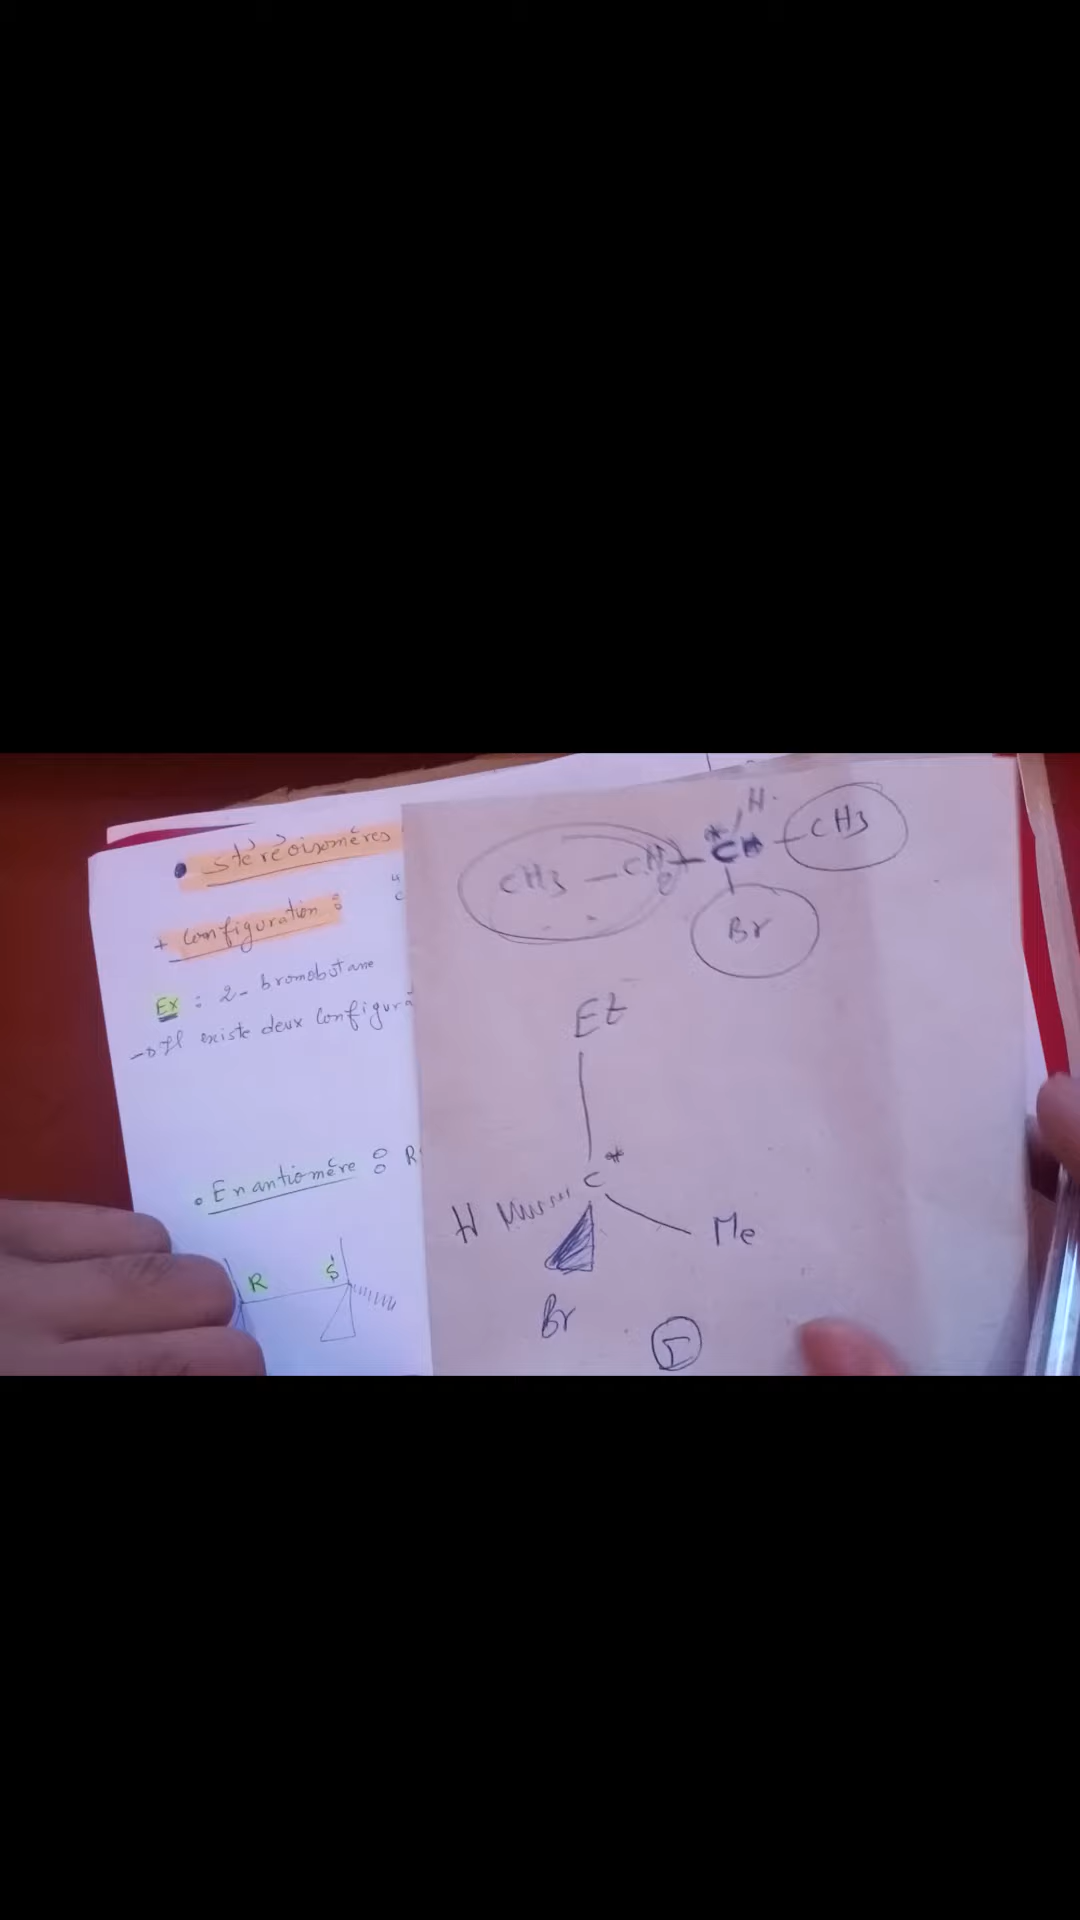 • Stéréoisomères
+ Configuration :
Ex : 2- bromobutane
→ Il existe deux configura
• Enantiomère : R
R S
H
CH3 — CH2 — C* — CH3
Br
Et
C*
H Me
Br
I